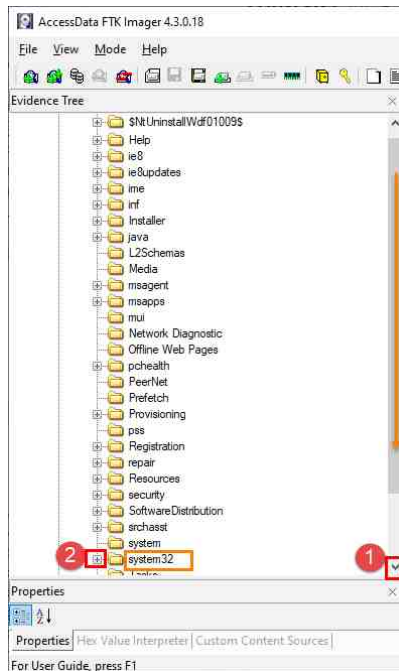 AccessData FTK Imager 4.3.0.18
File View Mode Help
Evidence Tree
$NtUninstallWdf01009$
Help
ie8
ie8updates
ime
inf
Installer
java
L2Schemas
Media
msagent
msapps
mui
Network Diagnostic
Offline Web Pages
pchealth
PeerNet
Prefetch
Provisioning
pss
Registration
repair
Resources
security
SoftwareDistribution
srchasst
system
2 system32 1
Tasks
Properties
Properties Hex Value Interpreter Custom Content Sources
For User Guide, press F1